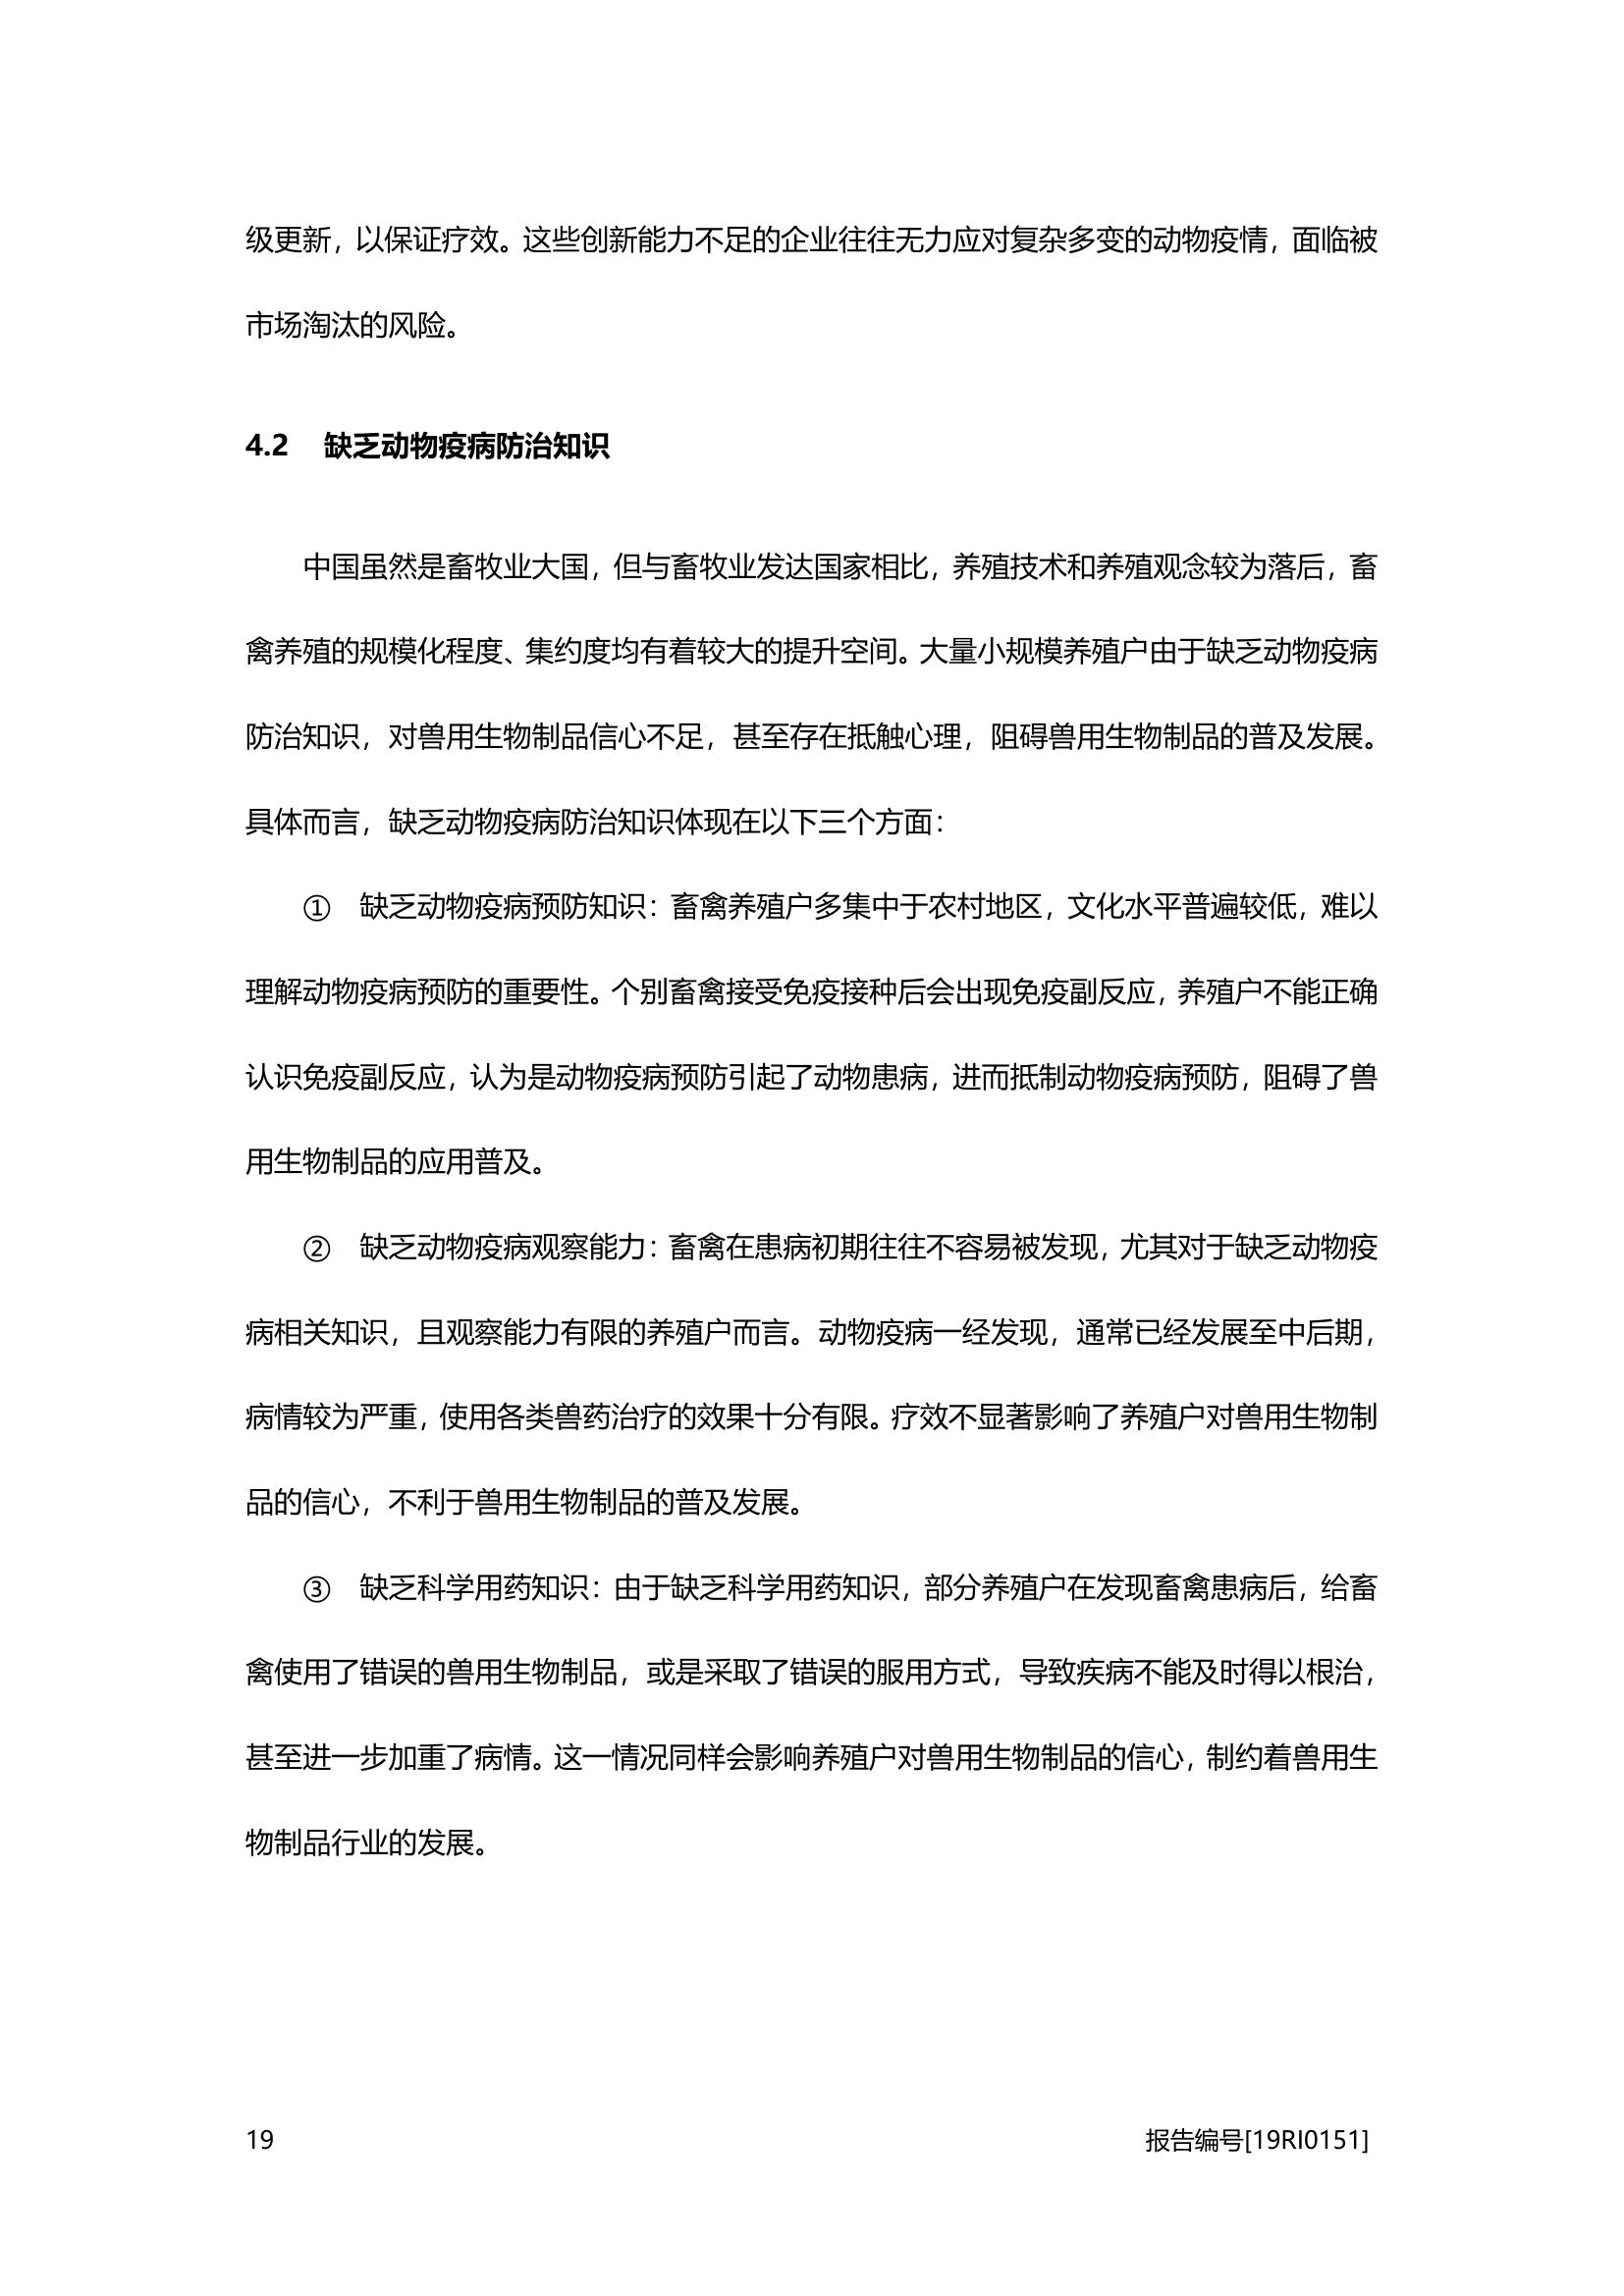 级更新，以保证疗效。这些创新能力不足的企业往往无力应对复杂多变的动物疫情，面临被
市场淘汰的风险。
4.2 缺乏动物疫病防治知识
中国虽然是畜牧业大国，但与畜牧业发达国家相比，养殖技术和养殖观念较为落后，畜
禽养殖的规模化程度、集约度均有着较大的提升空间。大量小规模养殖户由于缺乏动物疫病
防治知识，对兽用生物制品信心不足，甚至存在抵触心理，阻碍兽用生物制品的普及发展。
具体而言，缺乏动物疫病防治知识体现在以下三个方面：
① 缺乏动物疫病预防知识：畜禽养殖户多集中于农村地区，文化水平普遍较低，难以
理解动物疫病预防的重要性。个别畜禽接受免疫接种后会出现免疫副反应，养殖户不能正确
认识免疫副反应，认为是动物疫病预防引起了动物患病，进而抵制动物疫病预防，阻碍了兽
用生物制品的应用普及。
② 缺乏动物疫病观察能力：畜禽在患病初期往往不容易被发现，尤其对于缺乏动物疫
病相关知识，且观察能力有限的养殖户而言。动物疫病一经发现，通常已经发展至中后期，
病情较为严重，使用各类兽药治疗的效果十分有限。疗效不显著影响了养殖户对兽用生物制
品的信心，不利于兽用生物制品的普及发展。
③ 缺乏科学用药知识：由于缺乏科学用药知识，部分养殖户在发现畜禽患病后，给畜
禽使用了错误的兽用生物制品，或是采取了错误的服用方式，导致疾病不能及时得以根治，
甚至进一步加重了病情。这一情况同样会影响养殖户对兽用生物制品的信心，制约着兽用生
物制品行业的发展。
19 报告编号[19RI0151]